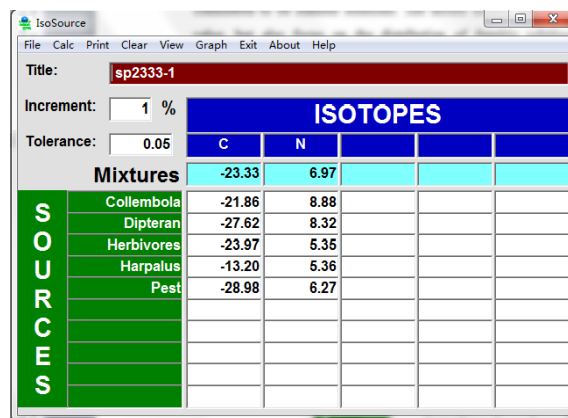 IsoSource
File Calc Print Clear View Graph Exit About Help
Title: sp2333-1
Increment: 1 % ISOTOPES
Tolerance: 0.05 C N
Mixtures -23.33 6.97
SOURCES
Collembola -21.86 8.88
Dipteran -27.62 8.32
Herbivores -23.97 5.35
Harpalus -13.20 5.36
Pest -28.98 6.27